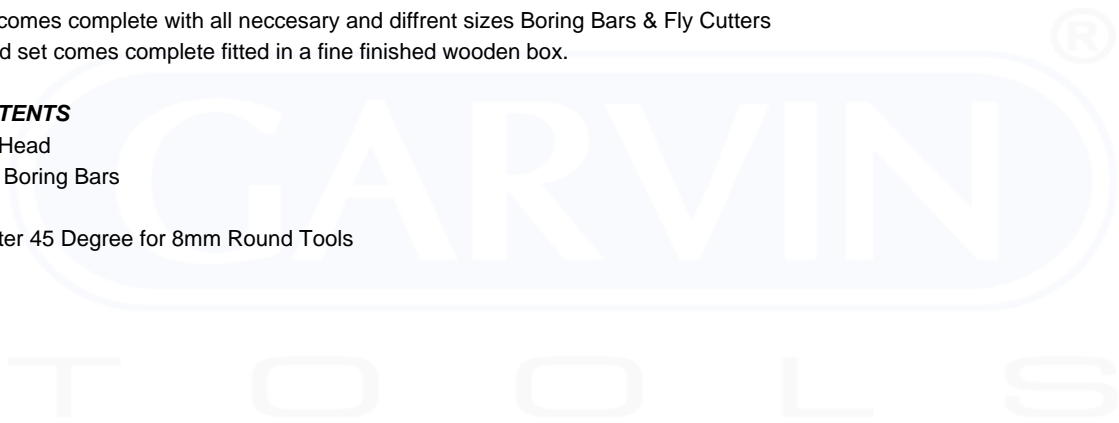 comes complete with all neccesary and diffrent sizes Boring Bars & Fly Cutters
set comes complete fitted in a fine finished wooden box.
TENTS
Head
Boring Bars
ter 45 Degree for 8mm Round Tools
GARVIN ®
TOOLS